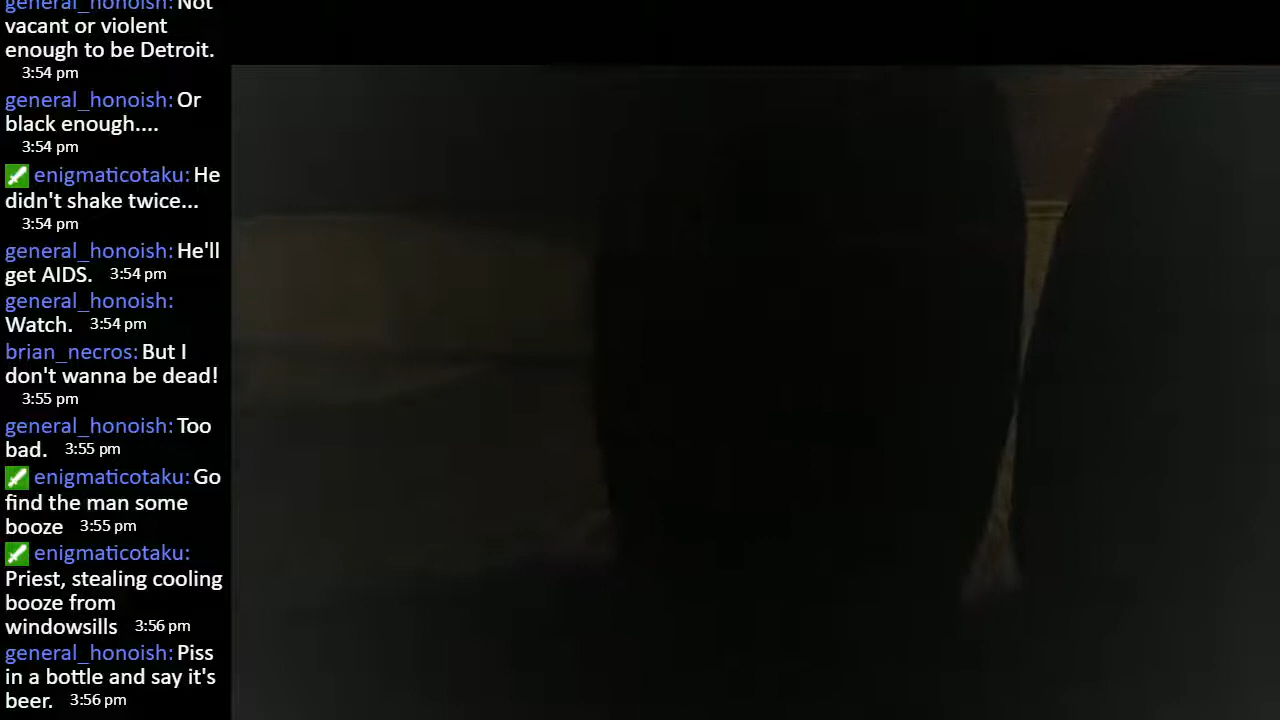 general_honoish: Not
vacant or violent
enough to be Detroit.
3:54 pm
general_honoish: Or
black enough....
3:54 pm
enigmaticotaku: He
didn't shake twice...
3:54 pm
general_honoish: He'll
get AIDS. 3:54 pm
general_honoish:
Watch. 3:54 pm
brian_necros: But I
don't wanna be dead!
3:55 pm
general_honoish: Too
bad. 3:55 pm
enigmaticotaku: Go
find the man some
booze 3:55 pm
enigmaticotaku:
Priest, stealing cooling
booze from
windowsills 3:56 pm
general_honoish: Piss
in a bottle and say it's
beer. 3:56 pm